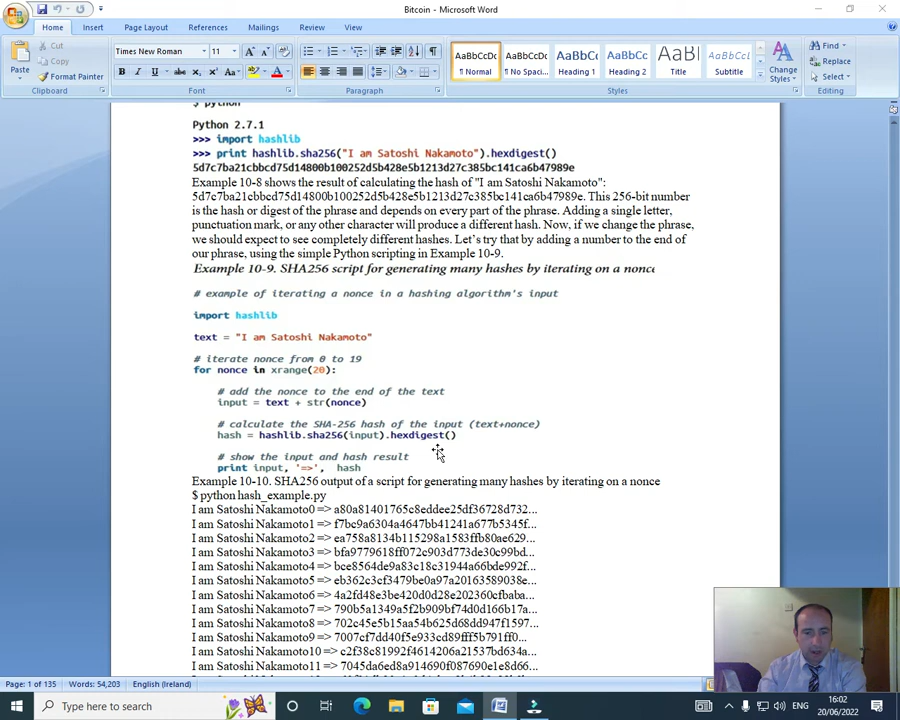 Bitcoin - Microsoft Word
Home Insert Page Layout References Mailings Review View
Paste
Cut
Copy
Format Painter
Clipboard
Times New Roman 11
Font
Paragraph
AaBbCcDc AaBbCcDc AaBbC( AaBbCc AaBl AaBbCcL
¶ Normal ¶ No Spaci... Heading 1 Heading 2 Title Subtitle
Styles
Change Styles
Find
Replace
Select
Editing
$ python
Python 2.7.1
>>> import hashlib
>>> print hashlib.sha256("I am Satoshi Nakamoto").hexdigest()
5d7c7ba21cbbcd75d14800b100252d5b428e5b1213d27c385bc141ca6b47989e
Example 10-8 shows the result of calculating the hash of "I am Satoshi Nakamoto":
5d7c7ba21cbbcd75d14800b100252d5b428e5b1213d27c385bc141ca6b47989e. This 256-bit number
is the hash or digest of the phrase and depends on every part of the phrase. Adding a single letter,
punctuation mark, or any other character will produce a different hash. Now, if we change the phrase,
we should expect to see completely different hashes. Let's try that by adding a number to the end of
our phrase, using the simple Python scripting in Example 10-9.
Example 10-9. SHA256 script for generating many hashes by iterating on a nonce
# example of iterating a nonce in a hashing algorithm's input
import hashlib
text = "I am Satoshi Nakamoto"
# iterate nonce from 0 to 19
for nonce in xrange(20):
# add the nonce to the end of the text
input = text + str(nonce)
# calculate the SHA-256 hash of the input (text+nonce)
hash = hashlib.sha256(input).hexdigest()
# show the input and hash result
print input, '=>', hash
Example 10-10. SHA256 output of a script for generating many hashes by iterating on a nonce
$ python hash_example.py
I am Satoshi Nakamoto0 => a80a81401765c8eddee25df36728d732...
I am Satoshi Nakamoto1 => f7bc9a6304a4647bb41241a677b5345f...
I am Satoshi Nakamoto2 => ea758a8134b115298a1583ffb80ae629...
I am Satoshi Nakamoto3 => bfa9779618ff072c903d773de30c99bd...
I am Satoshi Nakamoto4 => bce8564de9a83c18c31944a66bde992f...
I am Satoshi Nakamoto5 => eb362c3cf3479be0a97a20163589038e...
I am Satoshi Nakamoto6 => 4a2fd48e3be420d0d28e202360cfbaba...
I am Satoshi Nakamoto7 => 790b5a1349a5f2b909bf74d0d166b17a...
I am Satoshi Nakamoto8 => 702c45e5b15aa54b625d68dd947f1597...
I am Satoshi Nakamoto9 => 7007cf7dd40f5e933cd89fff5b791ff0...
I am Satoshi Nakamoto10 => c2f38c81992f4614206a21537bd634a...
I am Satoshi Nakamoto11 => 7045da6ed8a914690f087690e1e8d66...
Page: 1 of 135 Words: 54,203 English (Ireland)
Type here to search
ENG
16:02
20/06/2022